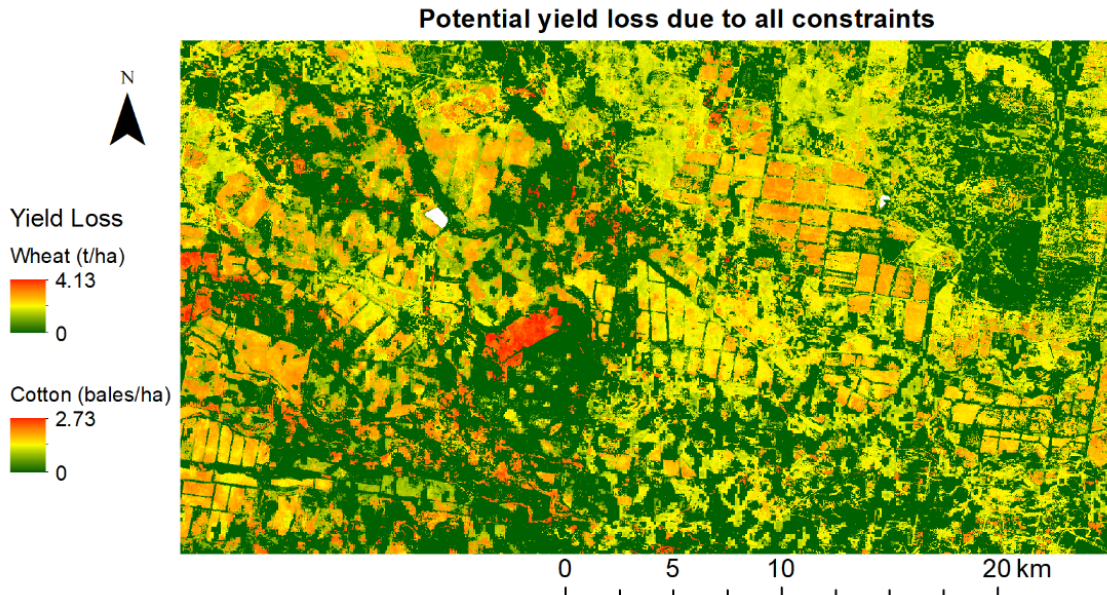 Potential yield loss due to all constraints
N
Yield Loss
Wheat (t/ha)
4.13
0
Cotton (bales/ha)
2.73
0
0 5 10 20 km